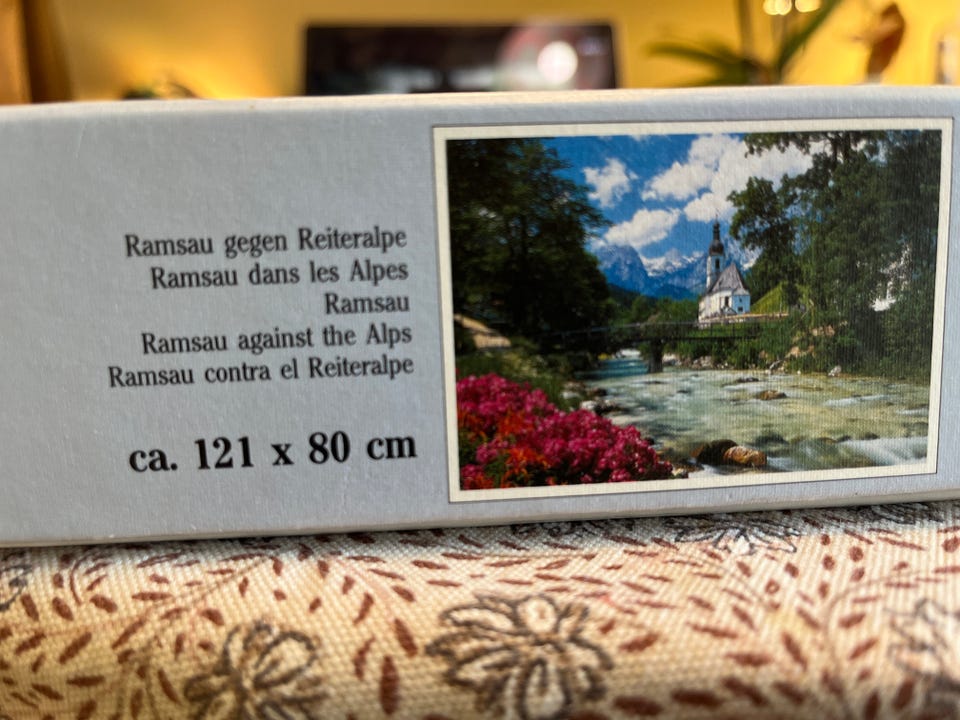 Ramsau gegen Reiteralpe
Ramsau dans les Alpes
Ramsau
Ramsau against the Alps
Ramsau contra el Reiteralpe
ca. 121 x 80 cm